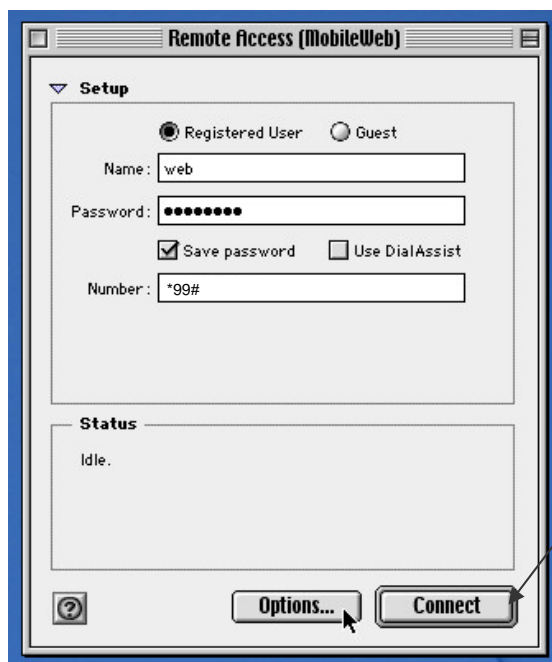 Remote Access (MobileWeb)
Setup
Registered User Guest
Name: web
Password: ●●●●●●●●
Save password Use DialAssist
Number: *99#
Status
Idle.
? Options... Connect